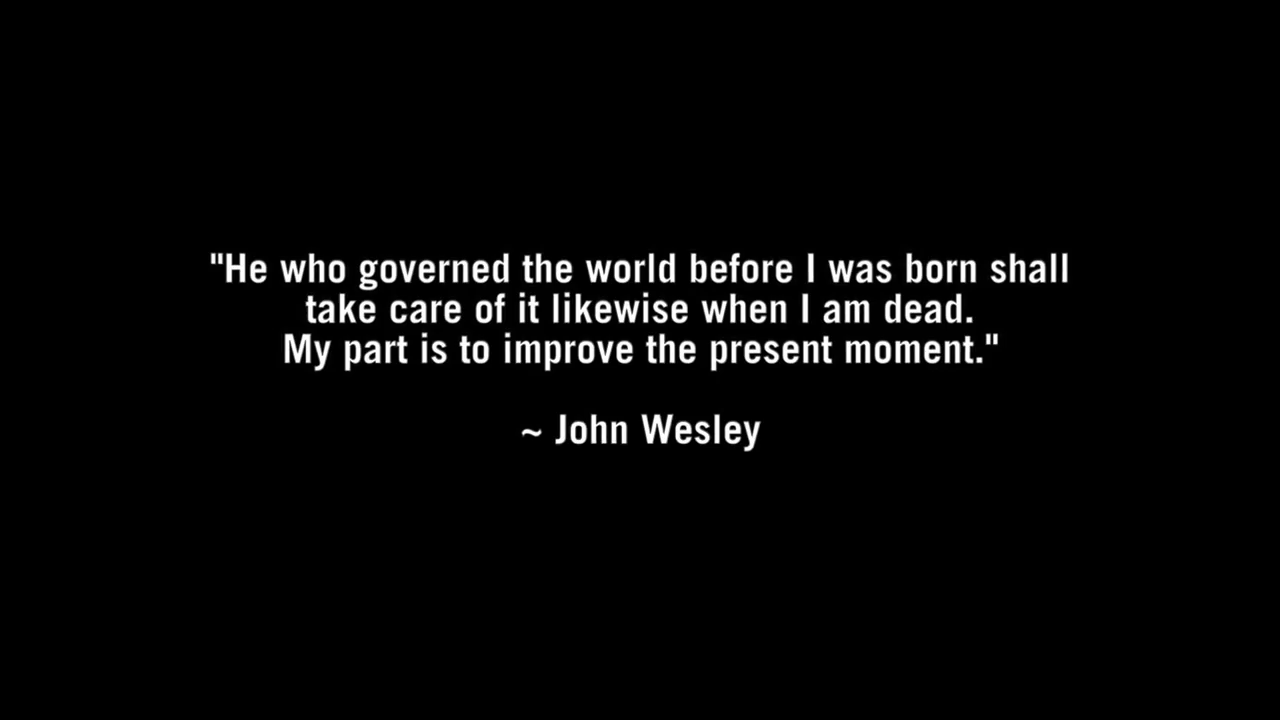 "He who governed the world before I was born shall
take care of it likewise when I am dead.
My part is to improve the present moment."
~ John Wesley